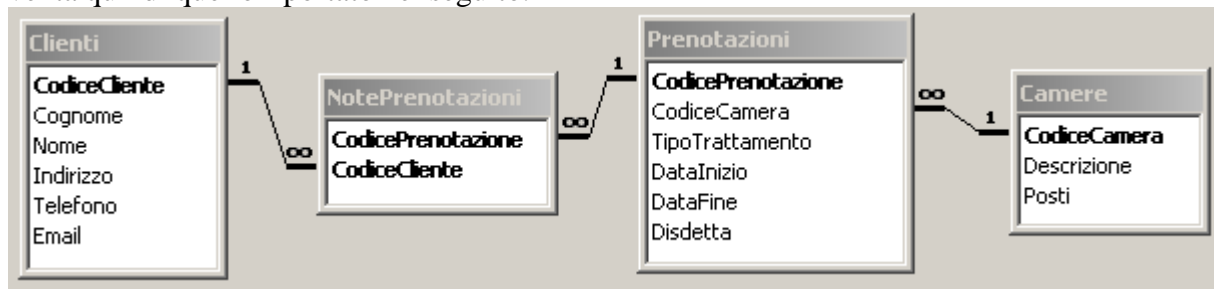 Clienti
CodiceCliente
Cognome
Nome
Indirizzo
Telefono
Email
1
∞
NotePrenotazioni
CodicePrenotazione
CodiceCliente
∞
1
Prenotazioni
CodicePrenotazione
CodiceCamera
TipoTrattamento
DataInizio
DataFine
Disdetta
∞
1
Camere
CodiceCamera
Descrizione
Posti